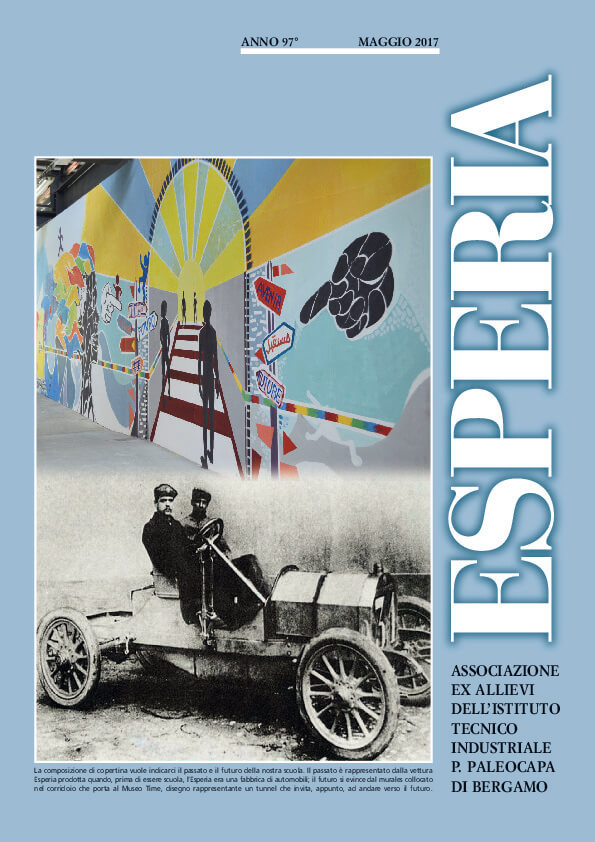 ANNO 97° MAGGIO 2017
ESPERIA
FUTURE
ASSOCIAZIONE
EX ALLIEVI
DELL'ISTITUTO
TECNICO
INDUSTRIALE
P. PALEOCAPA
DI BERGAMO
La composizione di copertina vuole indicarci il passato e il futuro della nostra scuola. Il passato è rappresentato dalla vettura
Esperia prodotta quando, prima di essere scuola, l'Esperia era una fabbrica di automobili; il futuro si evince dal murales collocato
nel corridoio che porta al Museo Time, disegno rappresentante un tunnel che invita, appunto, ad andare verso il futuro.